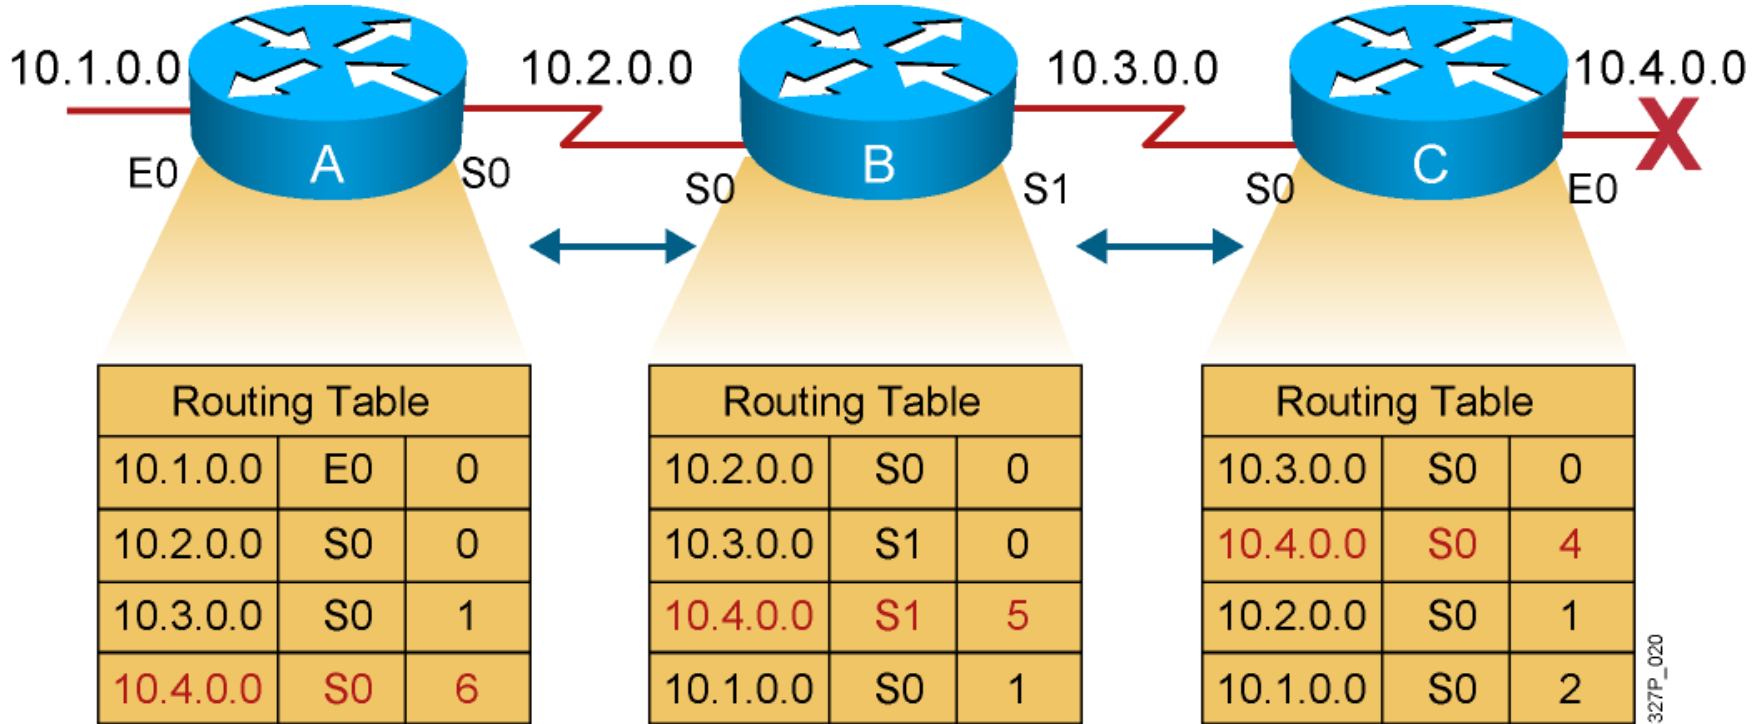 10.1.0.0 10.2.0.0 10.3.0.0 10.4.0.0
A B C
E0 S0 S0 S1 S0 E0
X
Routing Table
10.1.0.0 E0 0
10.2.0.0 S0 0
10.3.0.0 S0 1
10.4.0.0 S0 6
Routing Table
10.2.0.0 S0 0
10.3.0.0 S1 0
10.4.0.0 S1 5
10.1.0.0 S0 1
Routing Table
10.3.0.0 S0 0
10.4.0.0 S0 4
10.2.0.0 S0 1
10.1.0.0 S0 2
327P_020